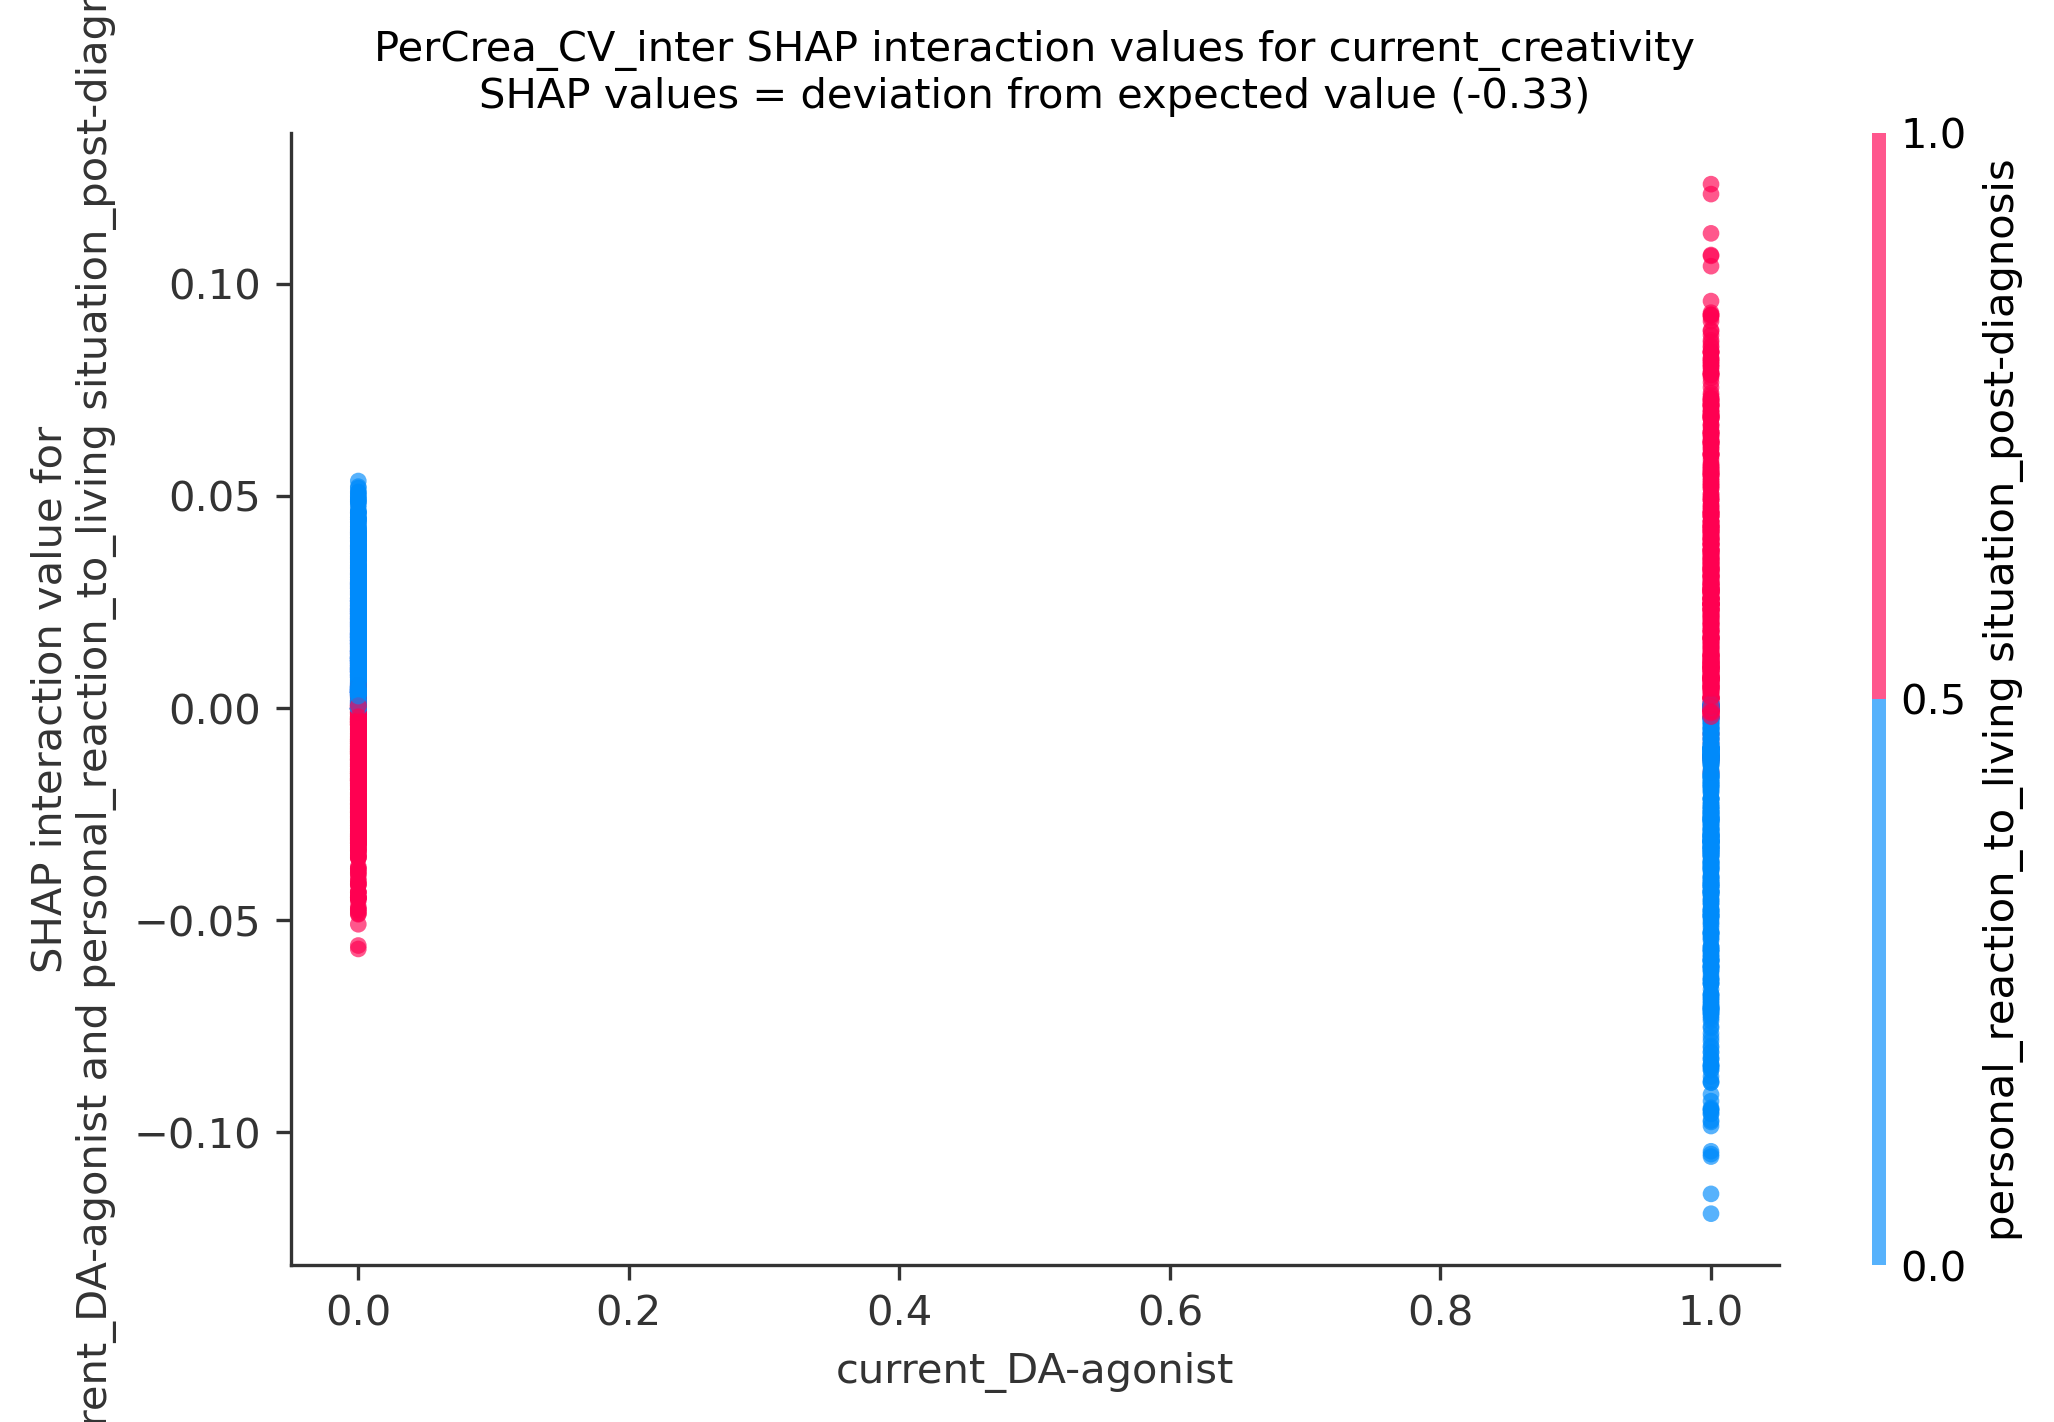 PerCrea_CV_inter SHAP interaction values for current_creativity
SHAP values = deviation from expected value (-0.33)
SHAP interaction value for
rent_DA-agonist and personal_reaction_to_living situation_post-diagr
0.10
0.05
0.00
−0.05
−0.10
0.0
0.2
0.4
0.6
0.8
1.0
current_DA-agonist
1.0
0.5
0.0
personal_reaction_to_living situation_post-diagnosis